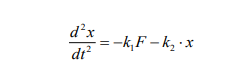 d²x/dt² = −k₁F − k₂ · x